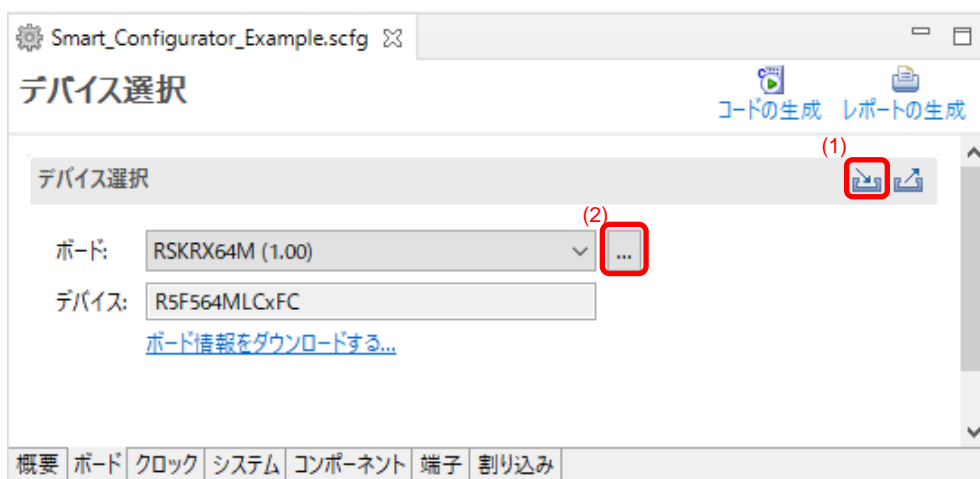 Smart_Configurator_Example.scfg
デバイス選択
コードの生成 レポートの生成
(1)
デバイス選択
(2)
ボード: RSKRX64M (1.00) ...
デバイス: R5F564MLCxFC
ボード情報をダウンロードする...
概要 ボード クロック システム コンポーネント 端子 割り込み